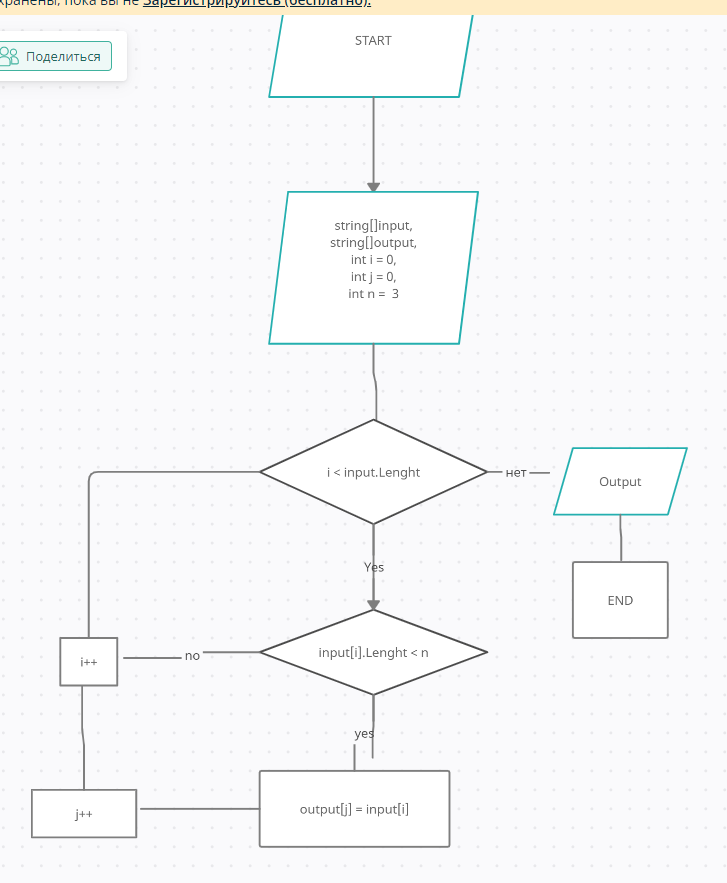 хранены, пока вы не Зарегистрируйтесь (бесплатно).
START
Поделиться
string[]input,
string[]output,
int i = 0,
int j = 0,
int n =  3
i < input.Lenght
нет
Output
Yes
END
input[i].Lenght < n
no
i++
yes
output[j] = input[i]
j++